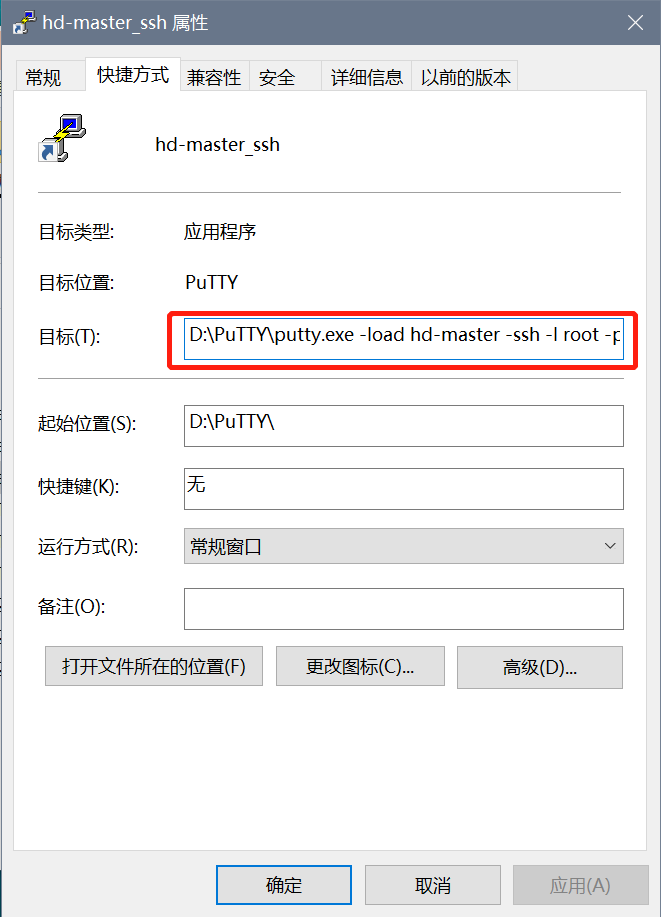 hd-master_ssh 属性
常规 快捷方式 兼容性 安全 详细信息 以前的版本
hd-master_ssh
目标类型: 应用程序
目标位置: PuTTY
目标(T): D:\PuTTY\putty.exe -load hd-master -ssh -l root -p
起始位置(S): D:\PuTTY\
快捷键(K): 无
运行方式(R): 常规窗口
备注(O):
打开文件所在的位置(F) 更改图标(C)... 高级(D)...
确定 取消 应用(A)